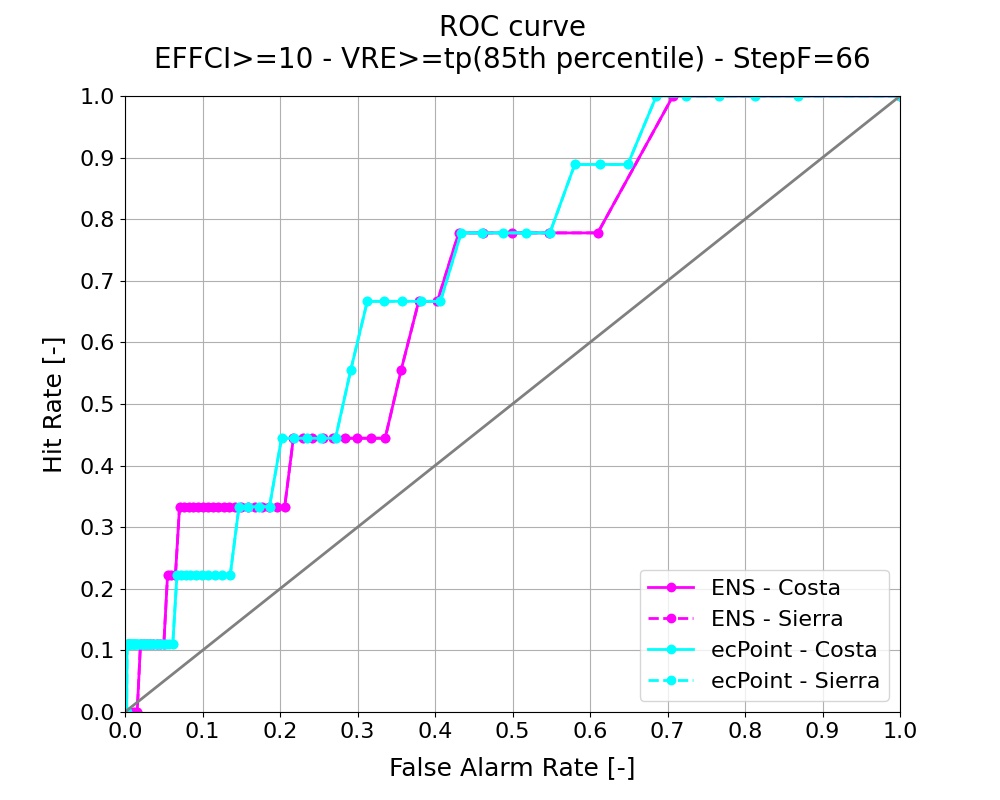 ROC curve
EFFCI>=10 - VRE>=tp(85th percentile) - StepF=66
1.0
0.9
0.8
0.7
0.6
0.5
0.4
0.3
0.2
0.1
0.0
Hit Rate [-]
ENS - Costa
ENS - Sierra
ecPoint - Costa
ecPoint - Sierra
0.0 0.1 0.2 0.3 0.4 0.5 0.6 0.7 0.8 0.9 1.0
False Alarm Rate [-]